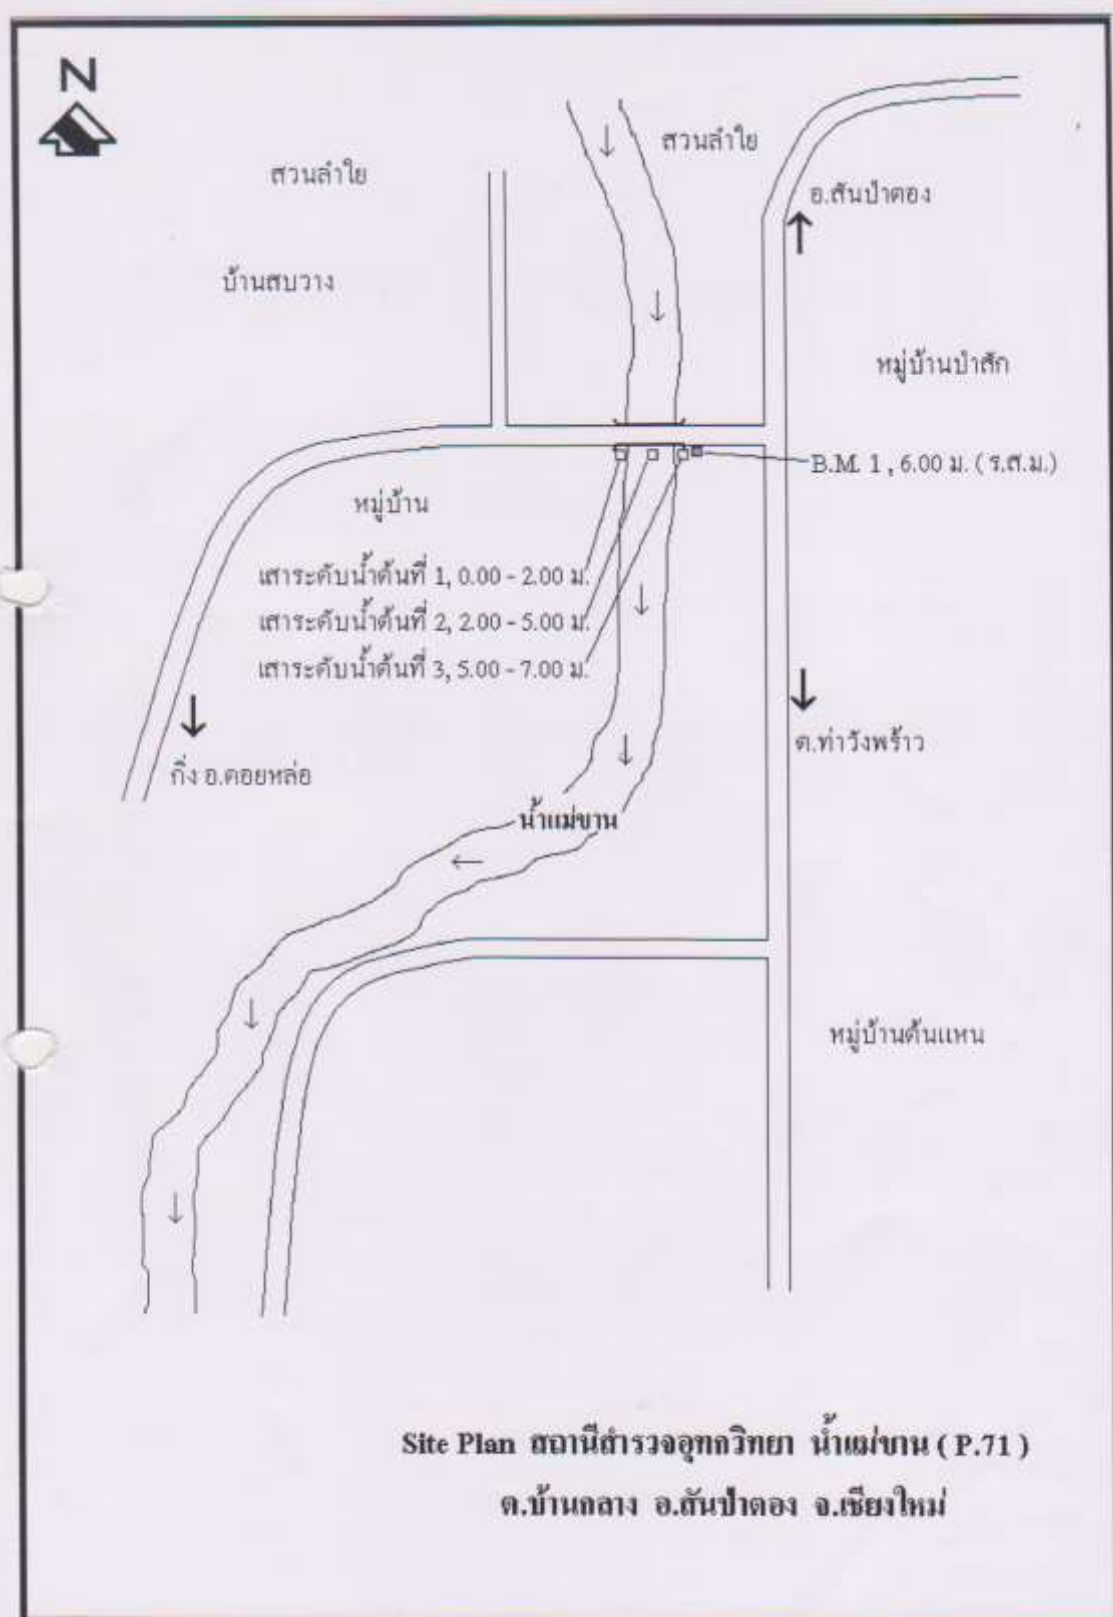 N
สวนลำใย
สวนลำใย
อ.สันป่าตอง
บ้านสบวาง
หมู่บ้านป่าสัก
B.M. 1 , 6.00 ม. ( ร.ส.ม.)
หมู่บ้าน
เสาระดับน้ำต้นที่ 1, 0.00 - 2.00 ม.
เสาระดับน้ำต้นที่ 2, 2.00 - 5.00 ม.
เสาระดับน้ำต้นที่ 3, 5.00 - 7.00 ม.
ต.ท่าวังพร้าว
กิ่ง อ.ดอยหล่อ
น้ำแม่ขาน
หมู่บ้านต้นแหน
Site Plan สถานีสำรวจอุทกวิทยา น้ำแม่ขาน ( P.71 )
ต.บ้านกลาง อ.สันป่าตอง จ.เชียงใหม่